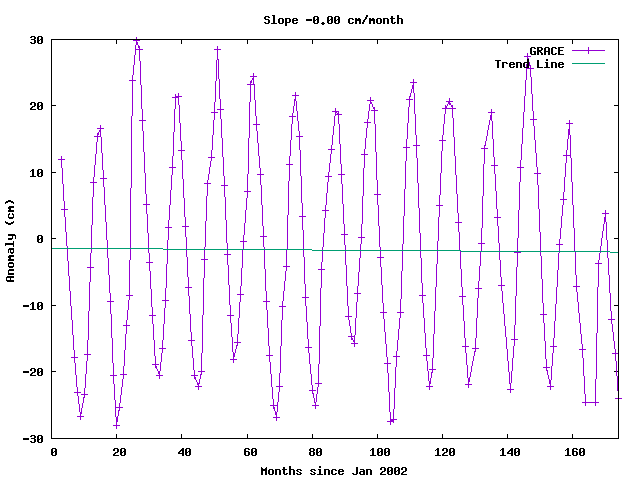 Slope -0.00 cm/month
GRACE
Trend Line
30
20
10
0
-10
-20
-30
Anomaly (cm)
0 20 40 60 80 100 120 140 160
Months since Jan 2002